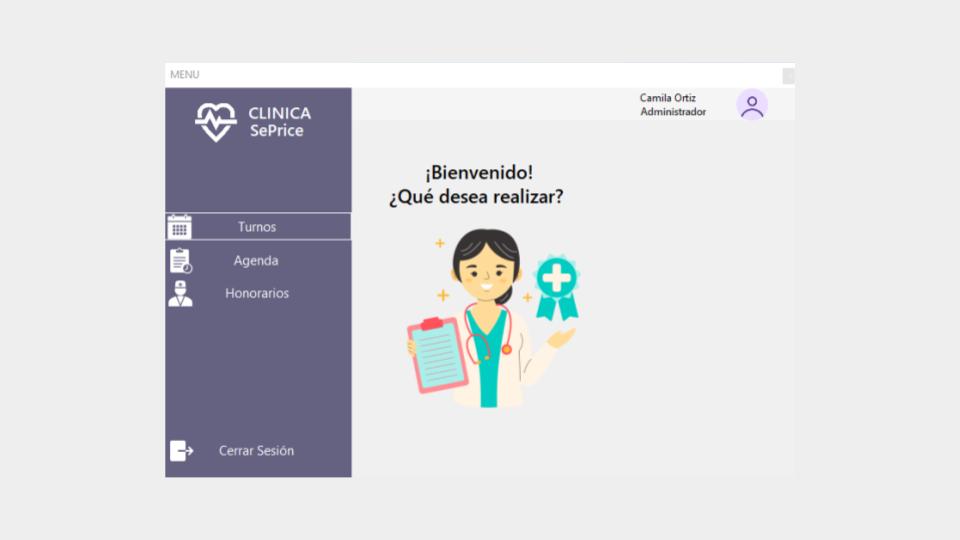 MENU
CLINICA
SePrice
Camila Ortiz
Administrador
¡Bienvenido!
¿Qué desea realizar?
Turnos
Agenda
Honorarios
Cerrar Sesión